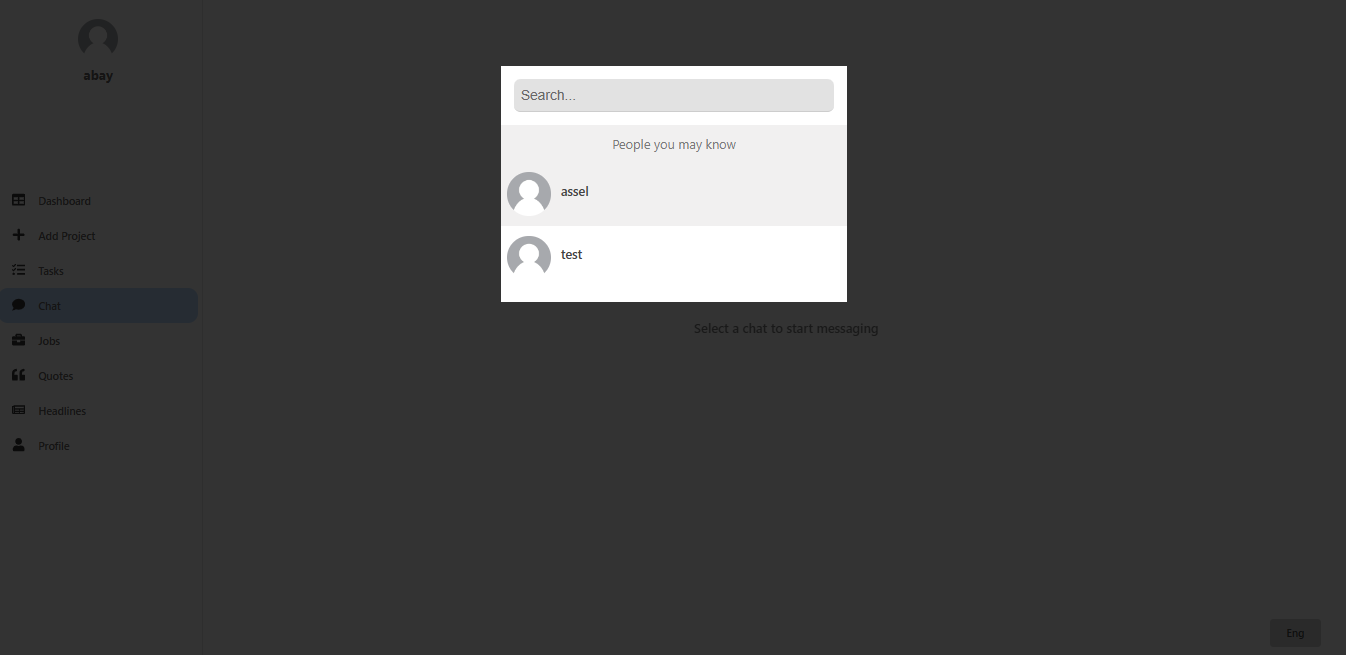 abay
Dashboard
Add Project
Tasks
Chat
Jobs
Quotes
Headlines
Profile
Search...
People you may know
assel
test
Select a chat to start messaging
Eng